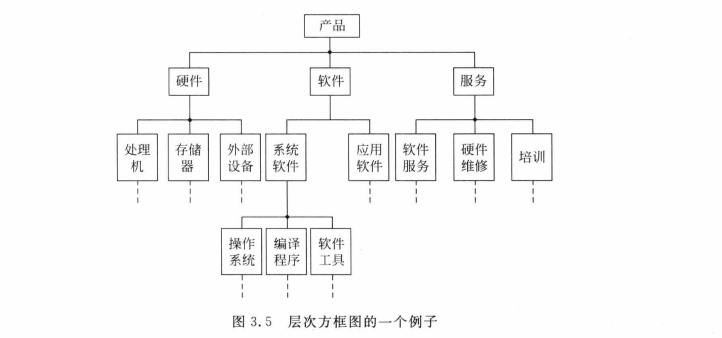 产品
硬件
软件
服务
处理
机
存储
器
外部
设备
系统
软件
应用
软件
软件
服务
硬件
维修
培训
操作
系统
编译
程序
软件
工具
图 3.5 层次方框图的一个例子